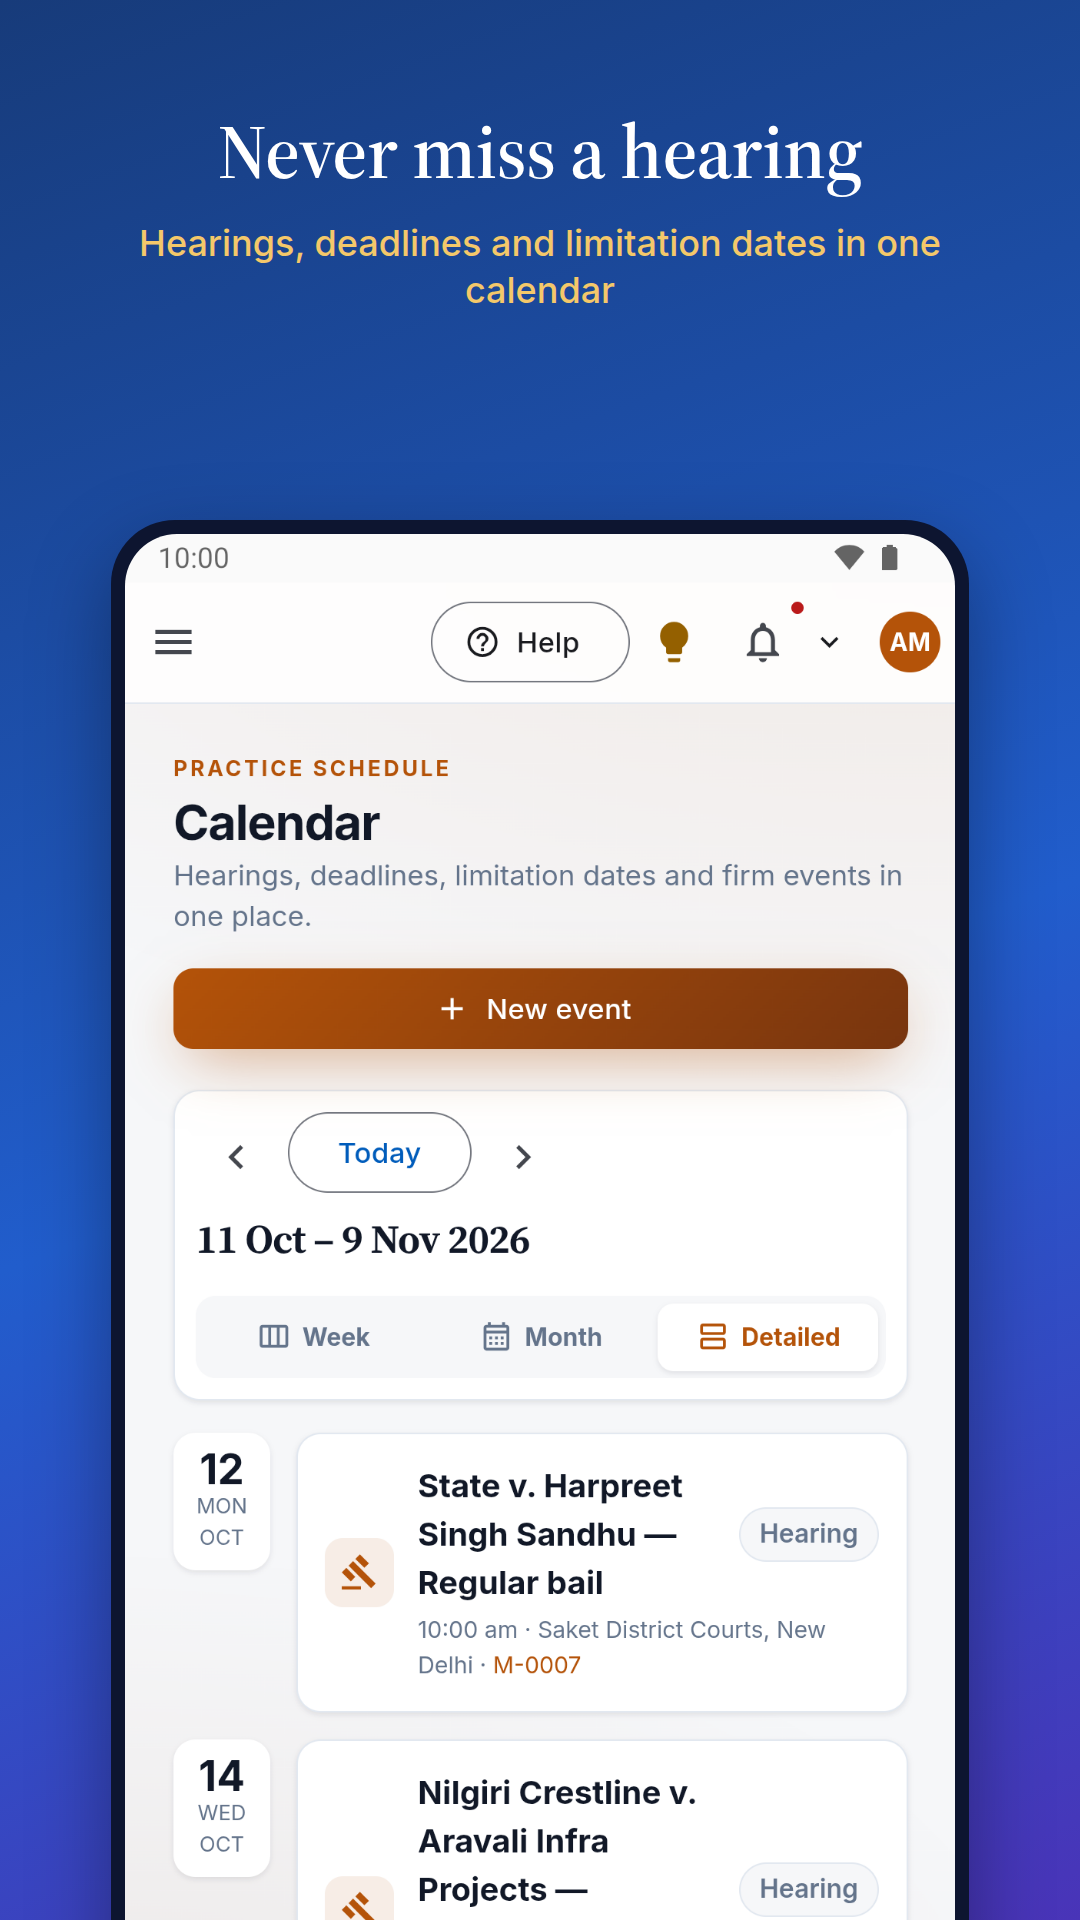 Never miss a hearing
Hearings, deadlines and limitation dates in one
calendar
10:00
Help
AM
PRACTICE SCHEDULE
Calendar
Hearings, deadlines, limitation dates and firm events in
one place.
New event
Today
11 Oct – 9 Nov 2026
Week Month Detailed
12
MON
OCT
State v. Harpreet
Singh Sandhu —
Regular bail
Hearing
10:00 am · Saket District Courts, New
Delhi · M-0007
14
WED
OCT
Nilgiri Crestline v.
Aravali Infra
Projects —
Hearing